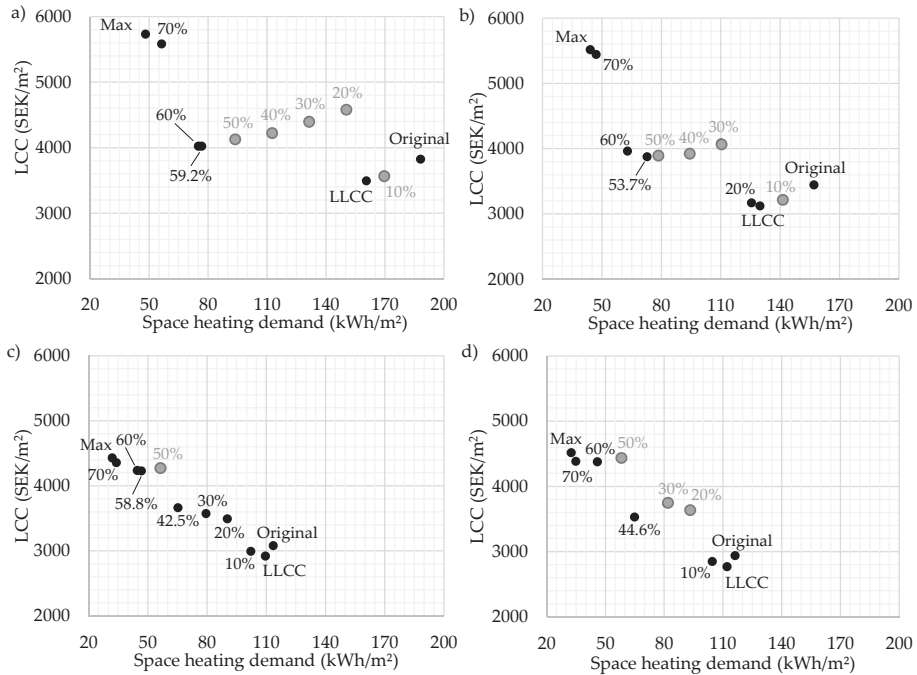 a)
LCC (SEK/m²)
6000
5000
4000
3000
2000
Max
70%
60%
59.2%
50%
40%
30%
20%
Original
LLCC
10%
20 50 80 110 140 170 200
Space heating demand (kWh/m²)
b)
LCC (SEK/m²)
6000
5000
4000
3000
2000
Max
70%
60%
53.7%
50%
40%
30%
20%
LLCC
10%
Original
20 50 80 110 140 170 200
Space heating demand (kWh/m²)
c)
LCC (SEK/m²)
6000
5000
4000
3000
2000
Max
70%
60%
58.8%
50%
42.5%
30%
20%
10%
Original
LLCC
20 50 80 110 140 170 200
Space heating demand (kWh/m²)
d)
LCC (SEK/m²)
6000
5000
4000
3000
2000
Max
70%
60%
50%
44.6%
30%
20%
10%
Original
LLCC
20 50 80 110 140 170 200
Space heating demand (kWh/m²)